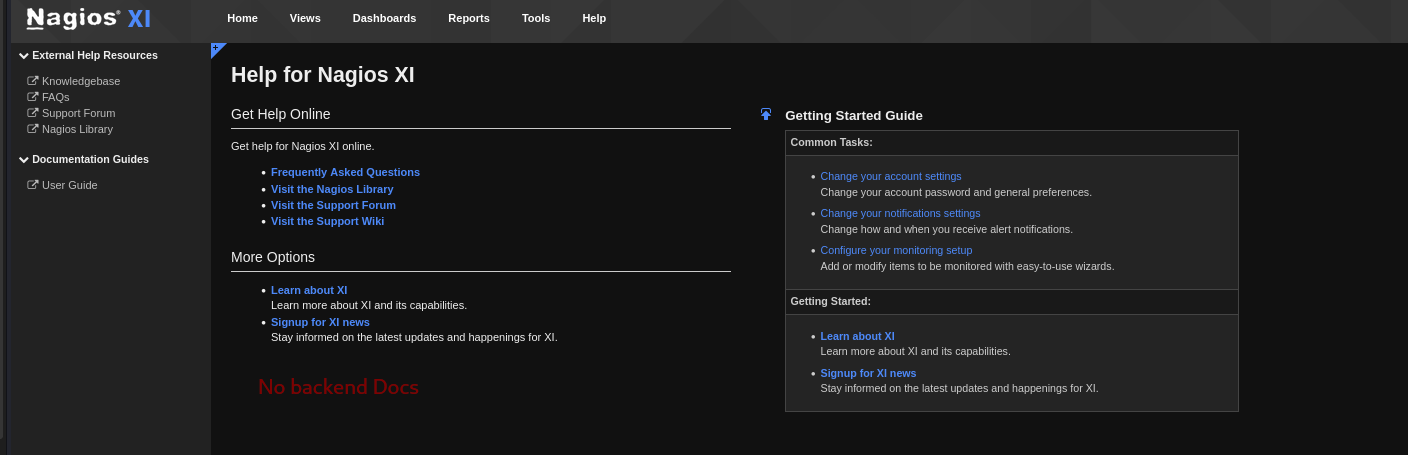 Nagios® XI
Home Views Dashboards Reports Tools Help
External Help Resources
Knowledgebase
FAQs
Support Forum
Nagios Library
Documentation Guides
User Guide
Help for Nagios XI
Get Help Online
Get help for Nagios XI online.
• Frequently Asked Questions
• Visit the Nagios Library
• Visit the Support Forum
• Visit the Support Wiki
More Options
• Learn about XI
Learn more about XI and its capabilities.
• Signup for XI news
Stay informed on the latest updates and happenings for XI.
No backend Docs
Getting Started Guide
Common Tasks:
• Change your account settings
Change your account password and general preferences.
• Change your notifications settings
Change how and when you receive alert notifications.
• Configure your monitoring setup
Add or modify items to be monitored with easy-to-use wizards.
Getting Started:
• Learn about XI
Learn more about XI and its capabilities.
• Signup for XI news
Stay informed on the latest updates and happenings for XI.